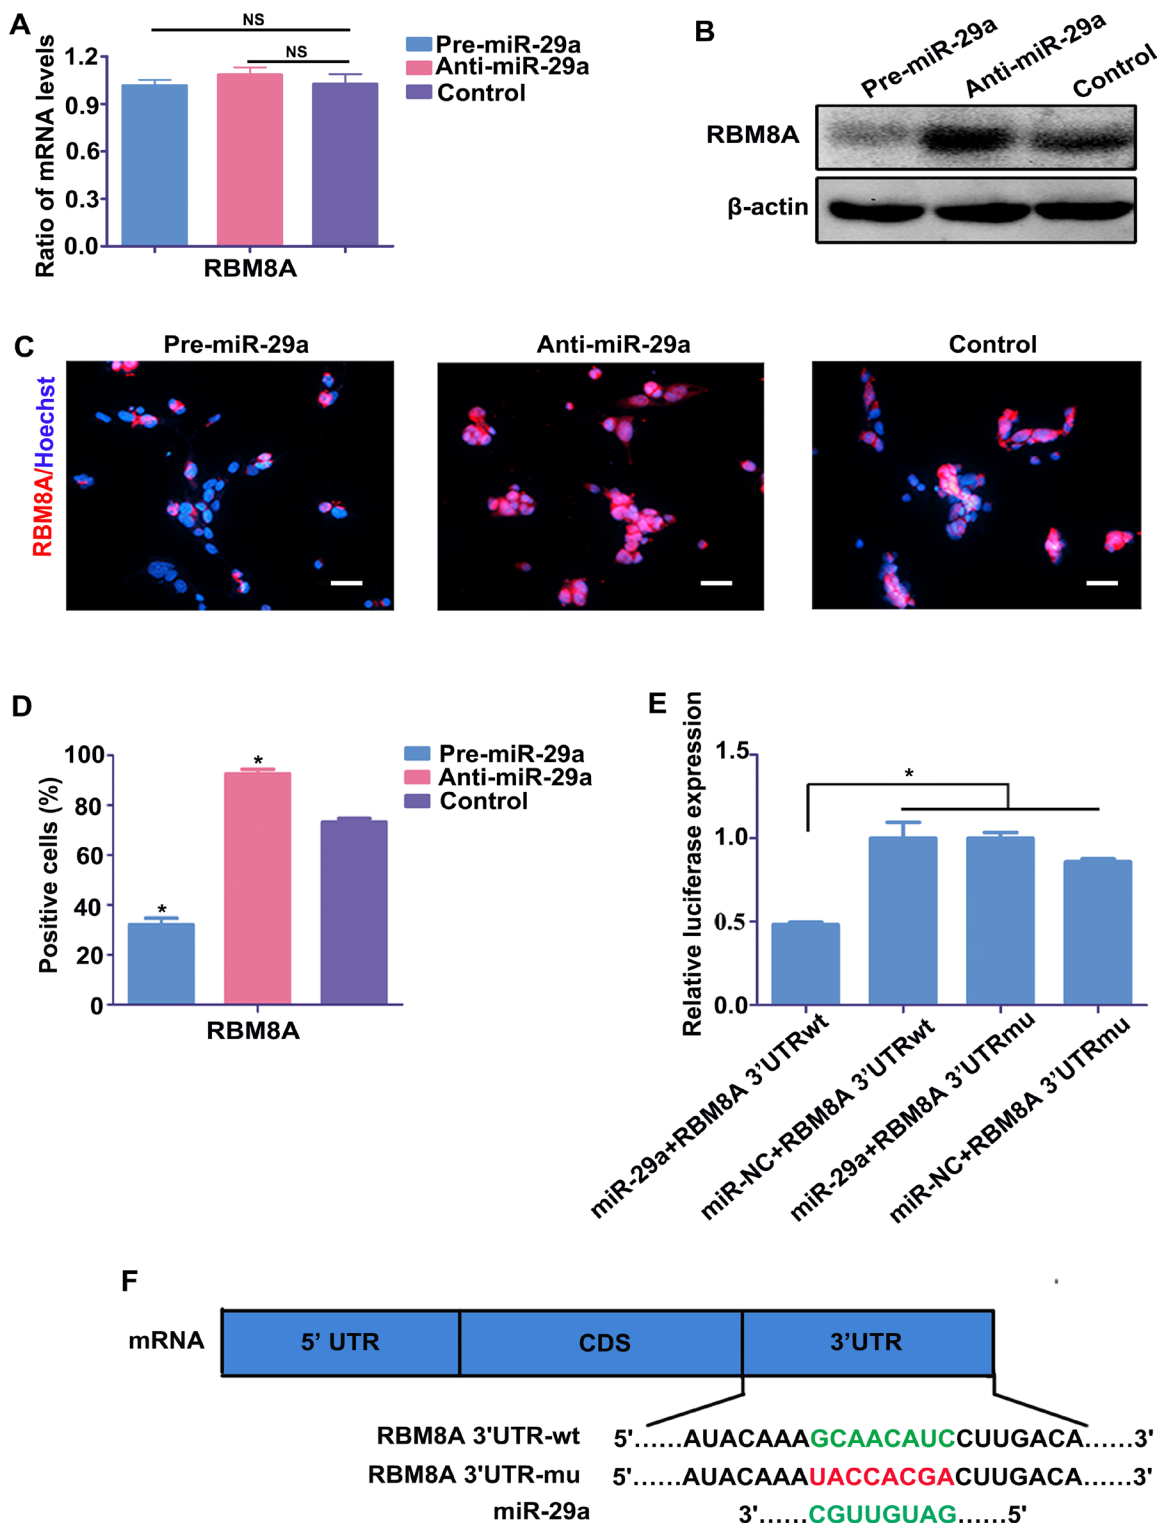 A
NS
NS
Ratio of mRNA levels
1.2
0.9
0.6
0.3
0.0
RBM8A
Pre-miR-29a
Anti-miR-29a
Control
B
Pre-miR-29a
Anti-miR-29a
Control
RBM8A
β-actin
C
Pre-miR-29a
Anti-miR-29a
Control
RBM8A/Hoechst
D
Positive cells (%)
100
80
60
40
20
0
*
*
RBM8A
Pre-miR-29a
Anti-miR-29a
Control
E
Relative luciferase expression
1.5
1.0
0.5
0.0
*
miR-29a+RBM8A 3'UTRwt
miR-NC+RBM8A 3'UTRwt
miR-29a+RBM8A 3'UTRmu
miR-NC+RBM8A 3'UTRmu
F
mRNA
5' UTR
CDS
3'UTR
RBM8A 3'UTR-wt 5'......AUACAAAGCAACAUCCUUGACA......3'
RBM8A 3'UTR-mu 5'......AUACAAAUACCACGACUUGACA......3'
miR-29a 3'......CGUUGUAG......5'